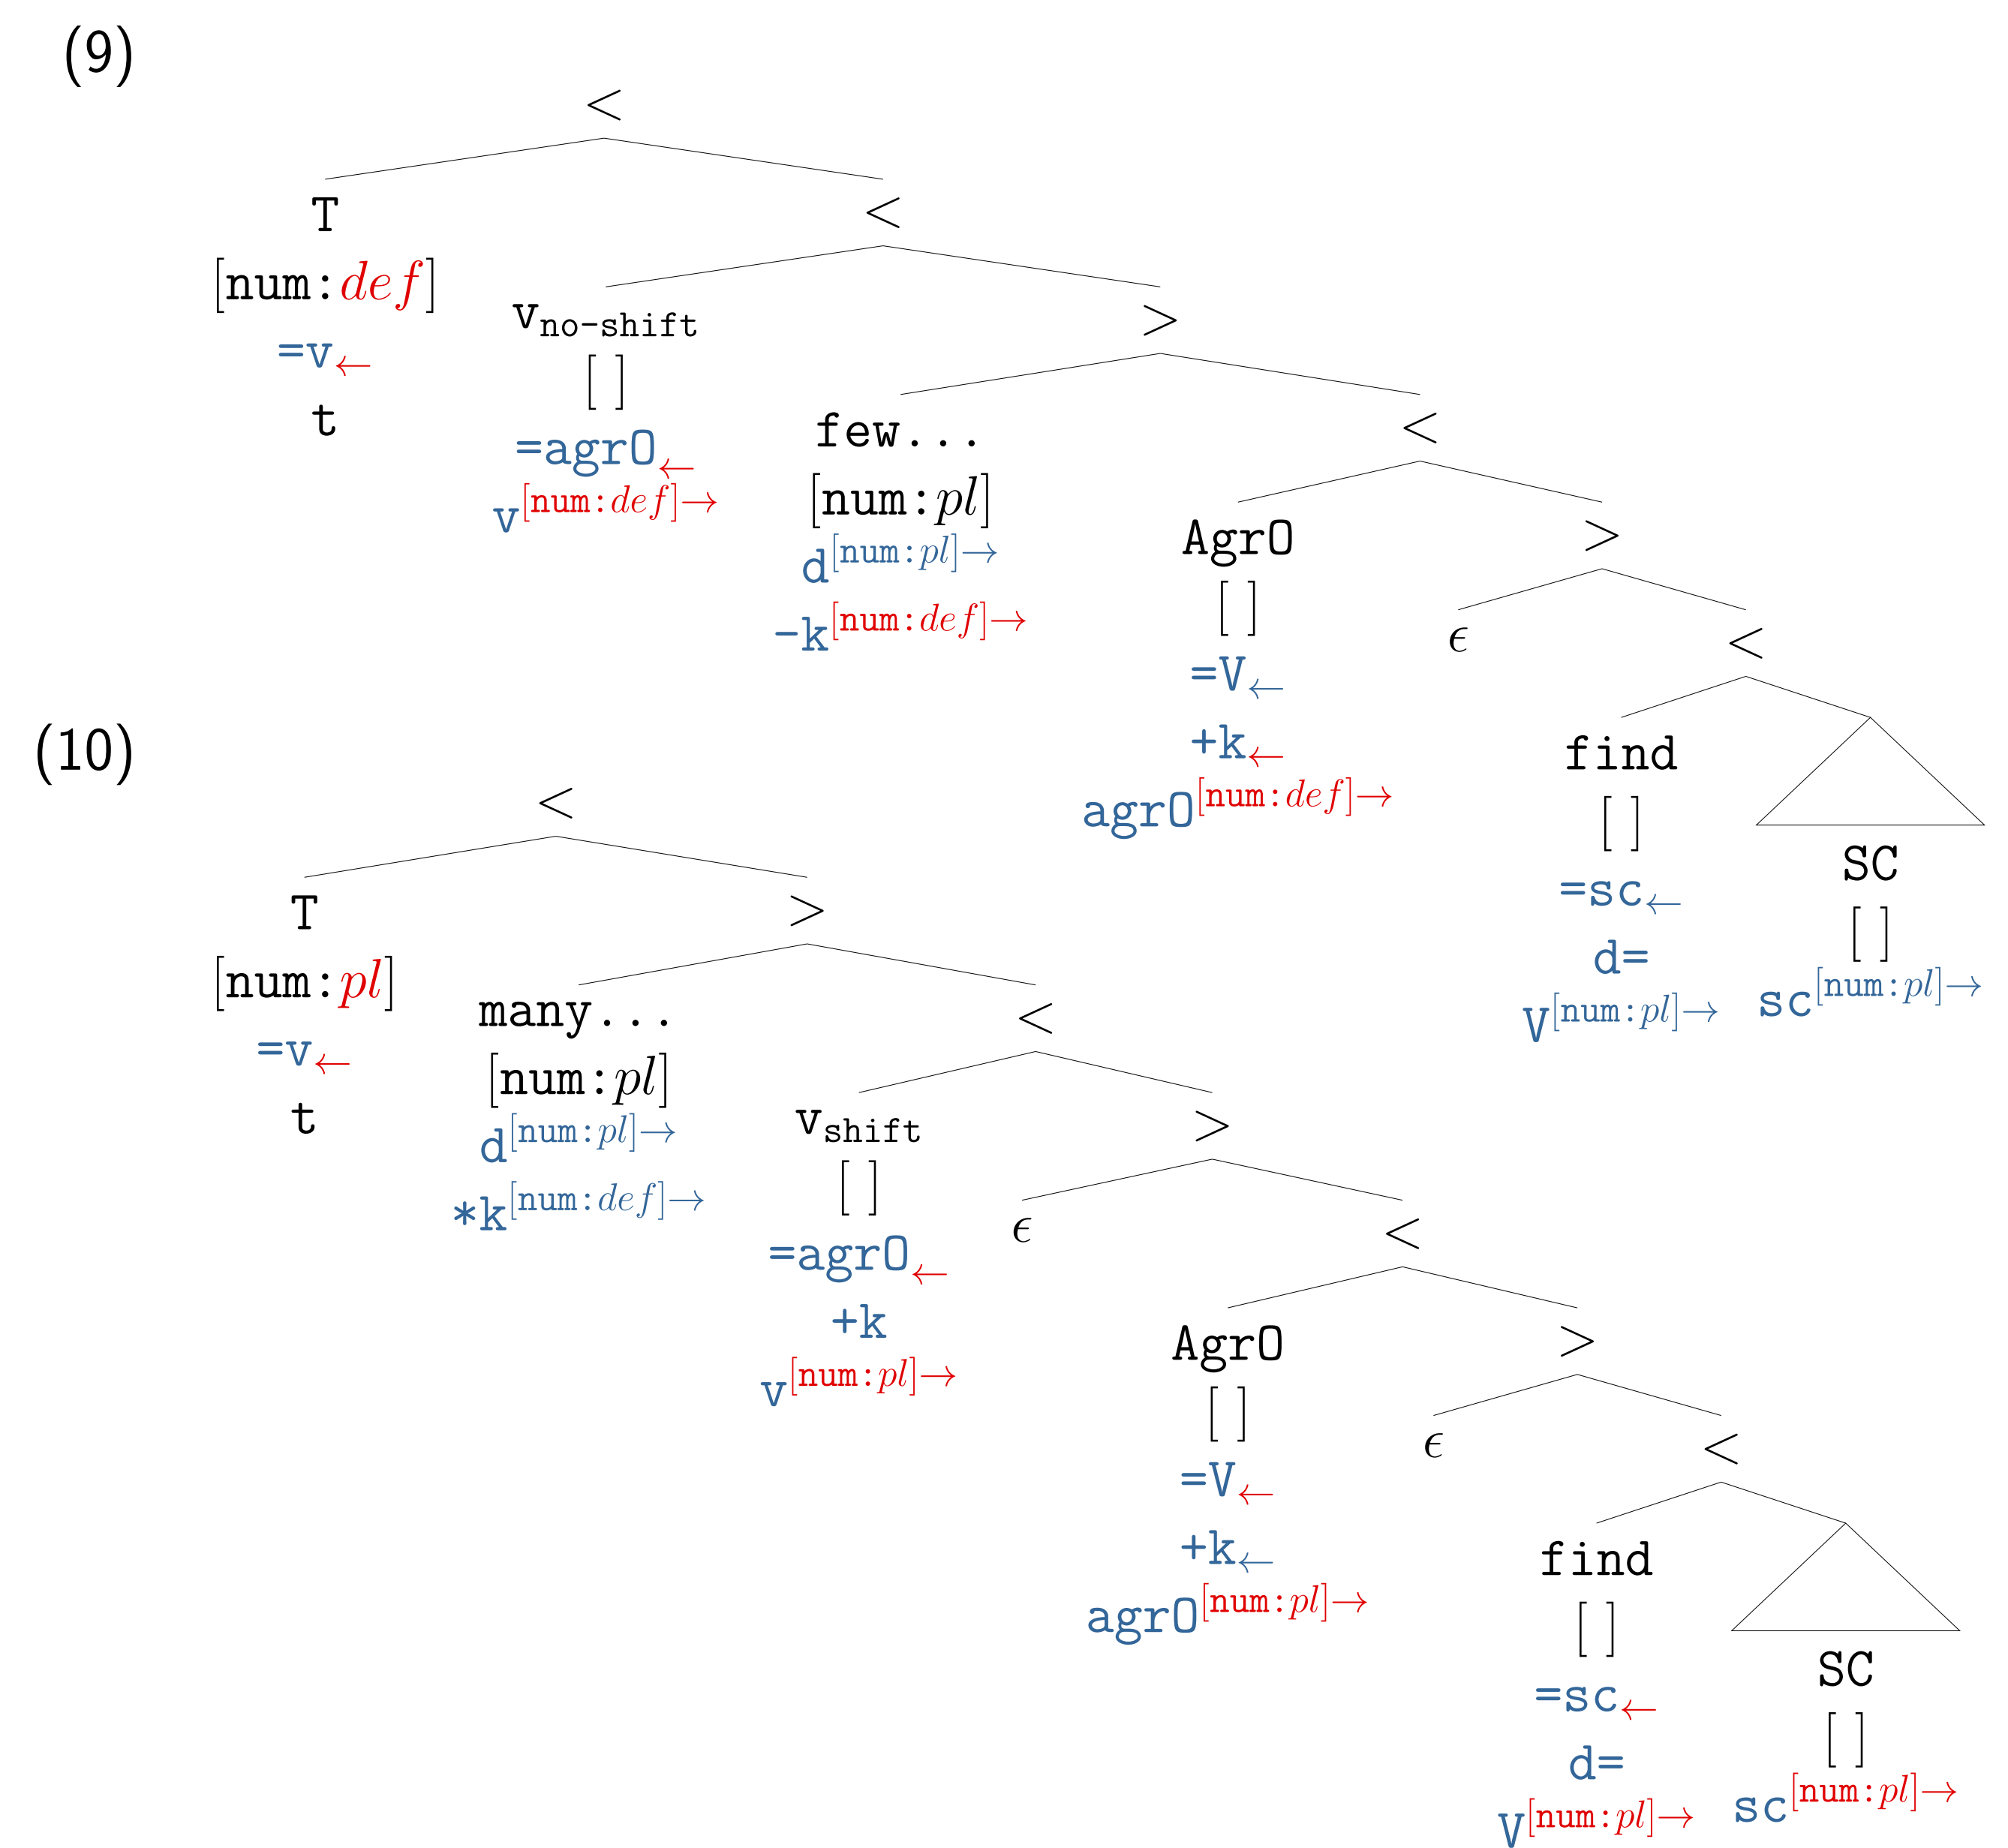 (9)
<
T
[num:def]
=v←
t
<
v no-shift
[ ]
=agrO←
v[num:def]→
>
few...
[num:pl]
d[num:pl]→
-k[num:def]→
<
AgrO
[ ]
=V←
+k←
agrO[num:def]→
>
ϵ
<
find
[ ]
=sc←
d=
V[num:pl]→
SC
[ ]
sc[num:pl]→
(10)
<
T
[num:pl]
=v←
t
>
many...
[num:pl]
d[num:pl]→
*k[num:def]→
<
v shift
[ ]
=agrO←
+k
v[num:pl]→
>
ϵ
<
AgrO
[ ]
=V←
+k←
agrO[num:pl]→
>
ϵ
<
find
[ ]
=sc←
d=
V[num:pl]→
SC
[ ]
sc[num:pl]→